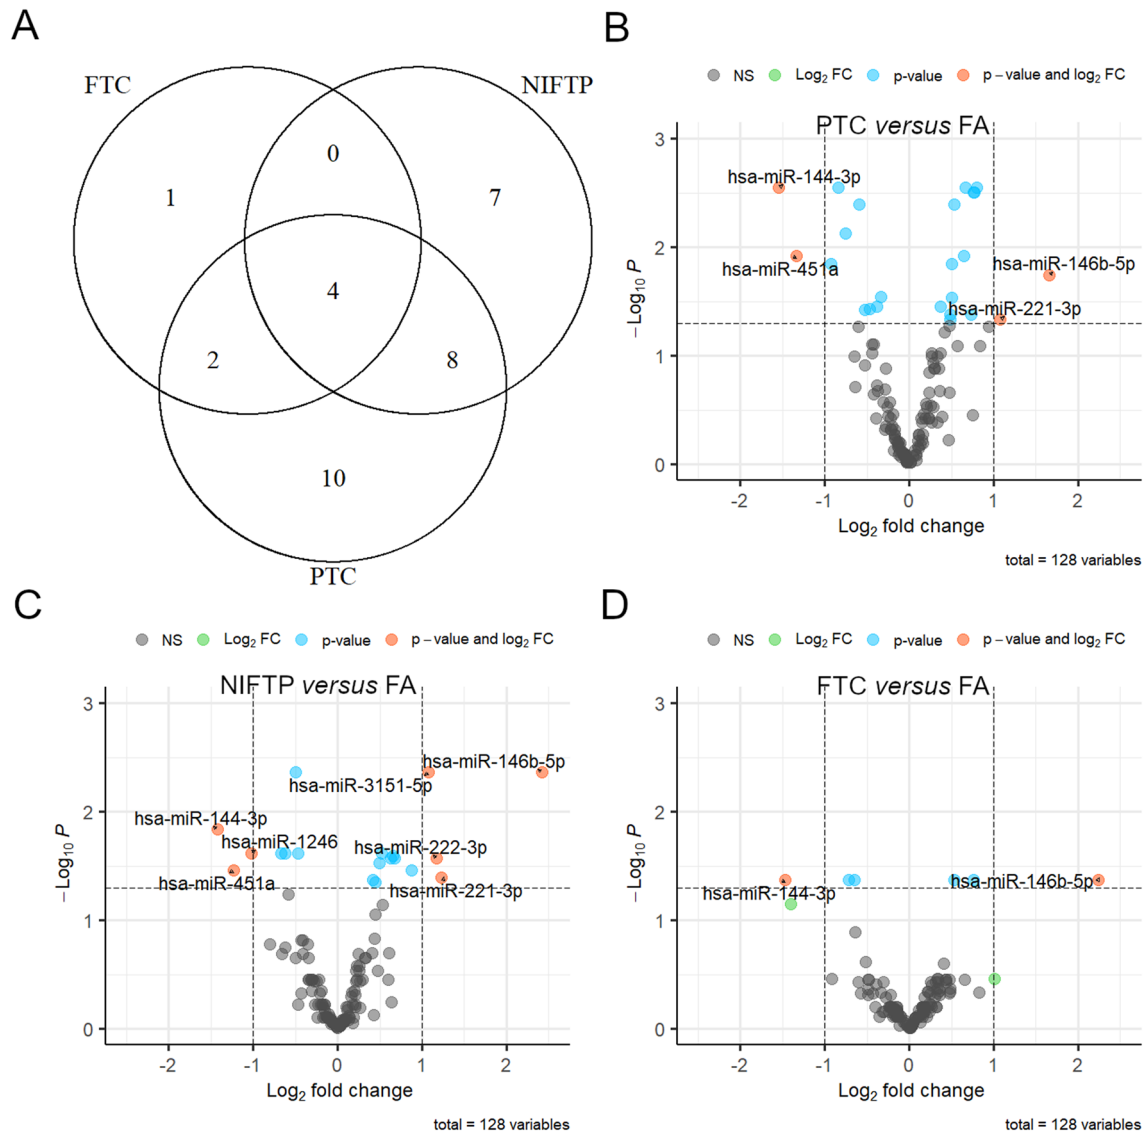 A
FTC
NIFTP
0
1
7
4
2
8
10
PTC
B
NS Log2 FC p-value p − value and log2 FC
PTC versus FA
3
hsa-miR-144-3p
2
hsa-miR-451a
hsa-miR-146b-5p
hsa-miR-221-3p
1
0
−Log10 P
-2 -1 0 1 2
Log2 fold change
total = 128 variables
C
NS Log2 FC p-value p − value and log2 FC
NIFTP versus FA
3
hsa-miR-146b-5p
hsa-miR-3151-5p
2
hsa-miR-144-3p
hsa-miR-1246
hsa-miR-222-3p
hsa-miR-451a
hsa-miR-221-3p
1
0
−Log10 P
-2 -1 0 1 2
Log2 fold change
total = 128 variables
D
NS Log2 FC p-value p − value and log2 FC
FTC versus FA
3
2
hsa-miR-144-3p
hsa-miR-146b-5p
1
0
−Log10 P
-2 -1 0 1 2
Log2 fold change
total = 128 variables